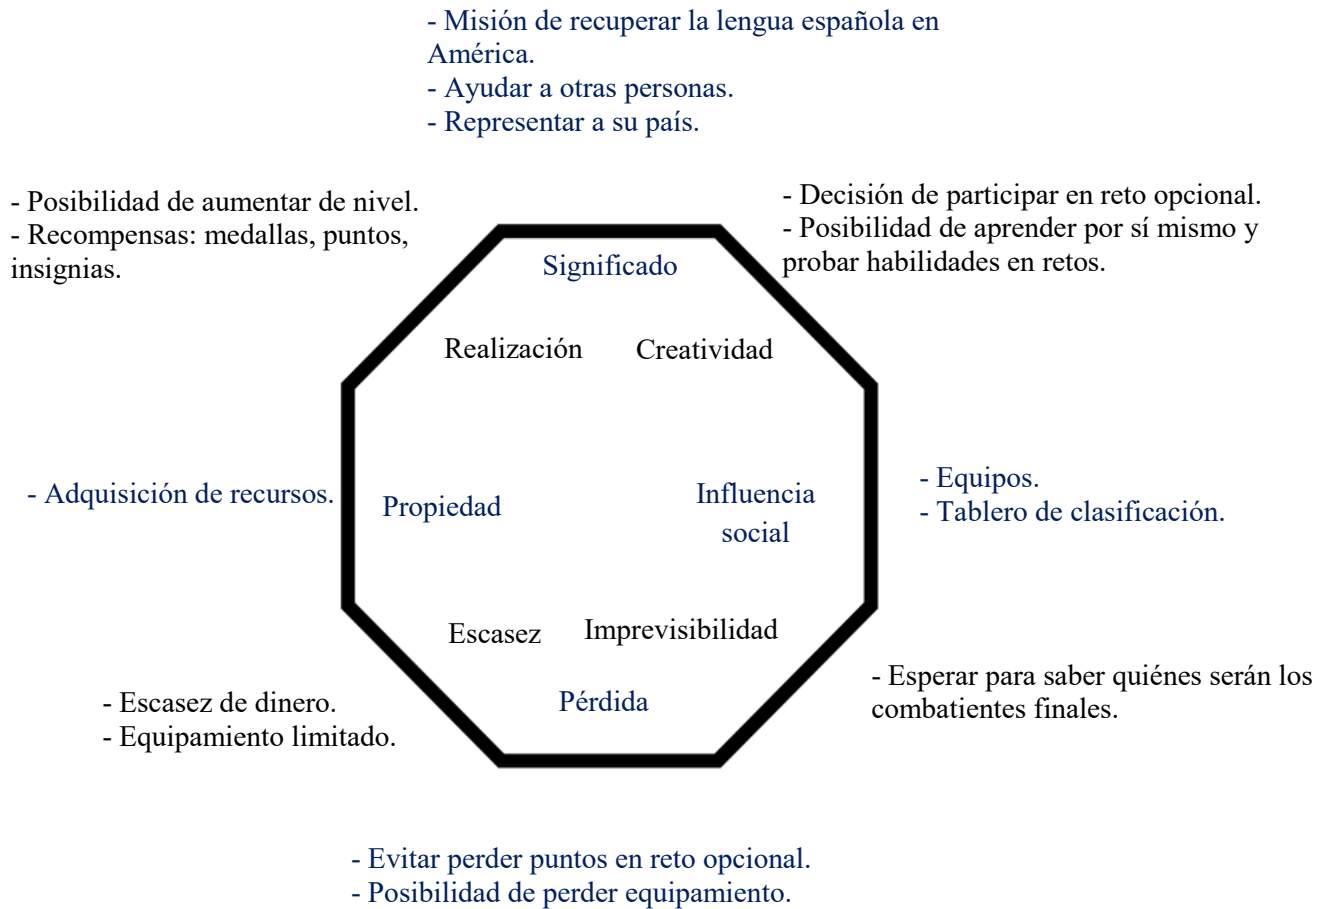 - Misión de recuperar la lengua española en
América.
- Ayudar a otras personas.
- Representar a su país.
- Posibilidad de aumentar de nivel.
- Recompensas: medallas, puntos,
insignias.
- Decisión de participar en reto opcional.
- Posibilidad de aprender por sí mismo y
probar habilidades en retos.
Significado
Realización
Creatividad
- Adquisición de recursos.
Propiedad
Influencia
social
- Equipos.
- Tablero de clasificación.
Escasez
Imprevisibilidad
Pérdida
- Escasez de dinero.
- Equipamiento limitado.
- Esperar para saber quiénes serán los
combatientes finales.
- Evitar perder puntos en reto opcional.
- Posibilidad de perder equipamiento.